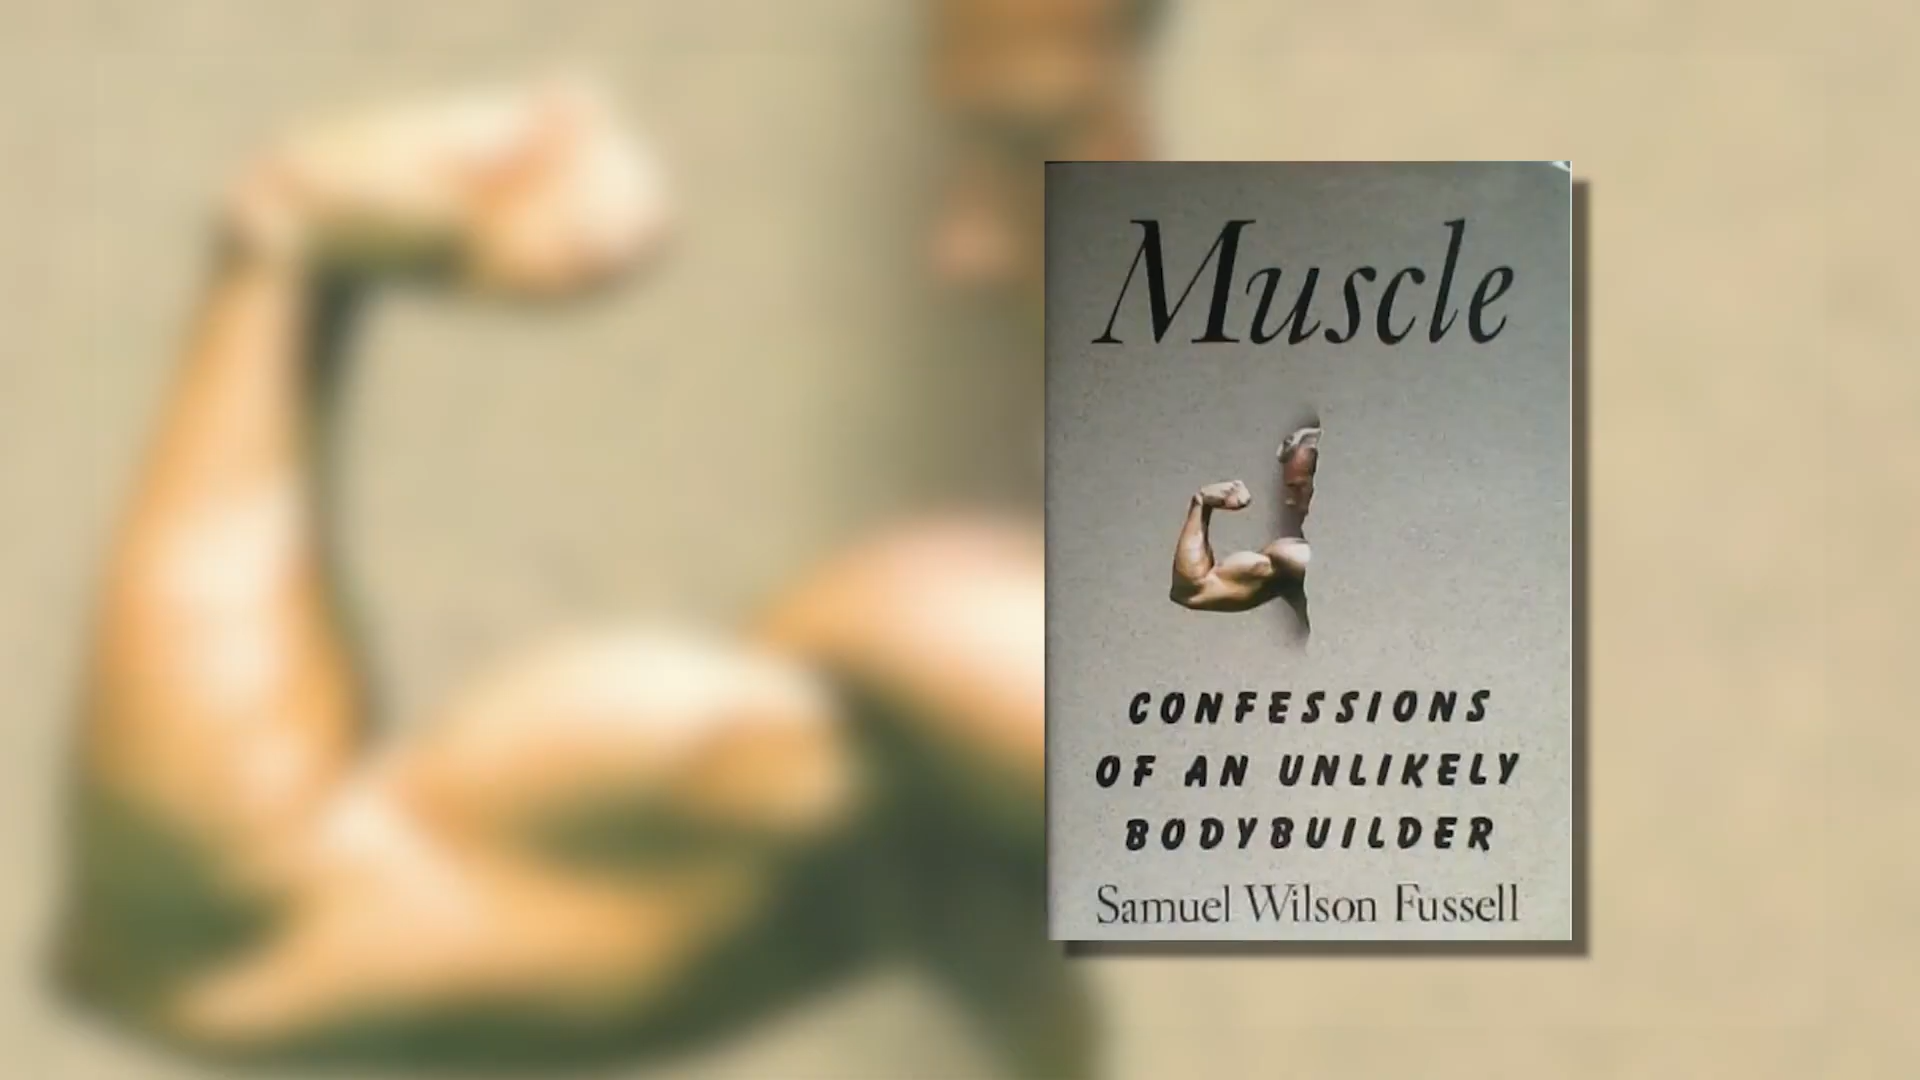 Muscle
CONFESSIONS
OF AN UNLIKELY
BODYBUILDER
Samuel Wilson Fussell